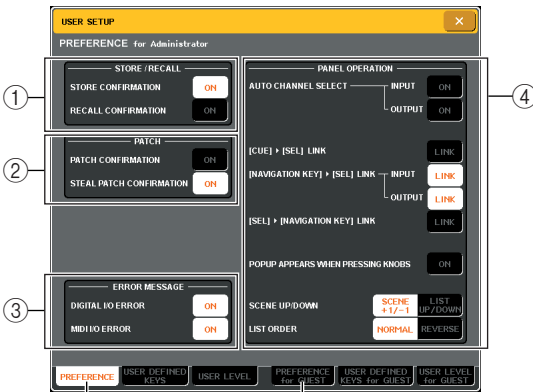 USER SETUP
×
PREFERENCE for Administrator
STORE/RECALL
STORE CONFIRMATION ON
RECALL CONFIRMATION ON
PATCH
PATCH CONFIRMATION ON
STEAL PATCH CONFIRMATION ON
ERROR MESSAGE
DIGITAL I/O ERROR ON
MIDI I/O ERROR ON
PANEL OPERATION
AUTO CHANNEL SELECT INPUT ON
OUTPUT ON
[CUE] ▸ [SEL] LINK LINK
[NAVIGATION KEY] ▸ [SEL] LINK INPUT LINK
OUTPUT LINK
[SEL] ▸ [NAVIGATION KEY] LINK LINK
POPUP APPEARS WHEN PRESSING KNOBS ON
SCENE UP/DOWN SCENE +1/-1 LIST UP/DOWN
LIST ORDER NORMAL REVERSE
PREFERENCE
USER DEFINED KEYS
USER LEVEL
PREFERENCE for GUEST
USER DEFINED KEYS for GUEST
USER LEVEL for GUEST
1
2
3
4